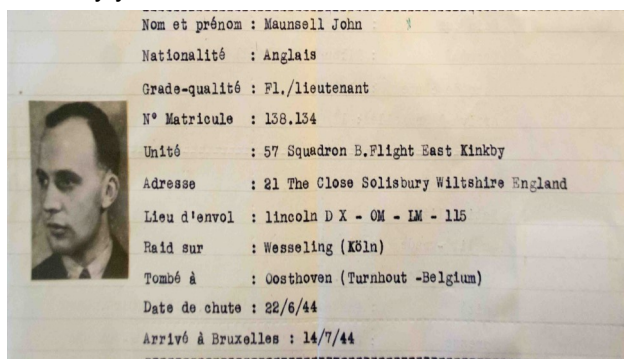 Nom et prénom : Maunsell John
Nationalité : Anglais
Grade-qualité : Fl./lieutenant
N° Matricule : 138.134
Unité : 57 Squadron B.Flight East Kinkby
Adresse : 21 The Close Solisbury Wiltshire England
Lieu d'envol : lincoln D X - OM - LM - 115
Raid sur : Wesseling (Köln)
Tombé à : Oosthoven (Turnhout -Belgium)
Date de chute : 22/6/44
Arrivé à Bruxelles : 14/7/44